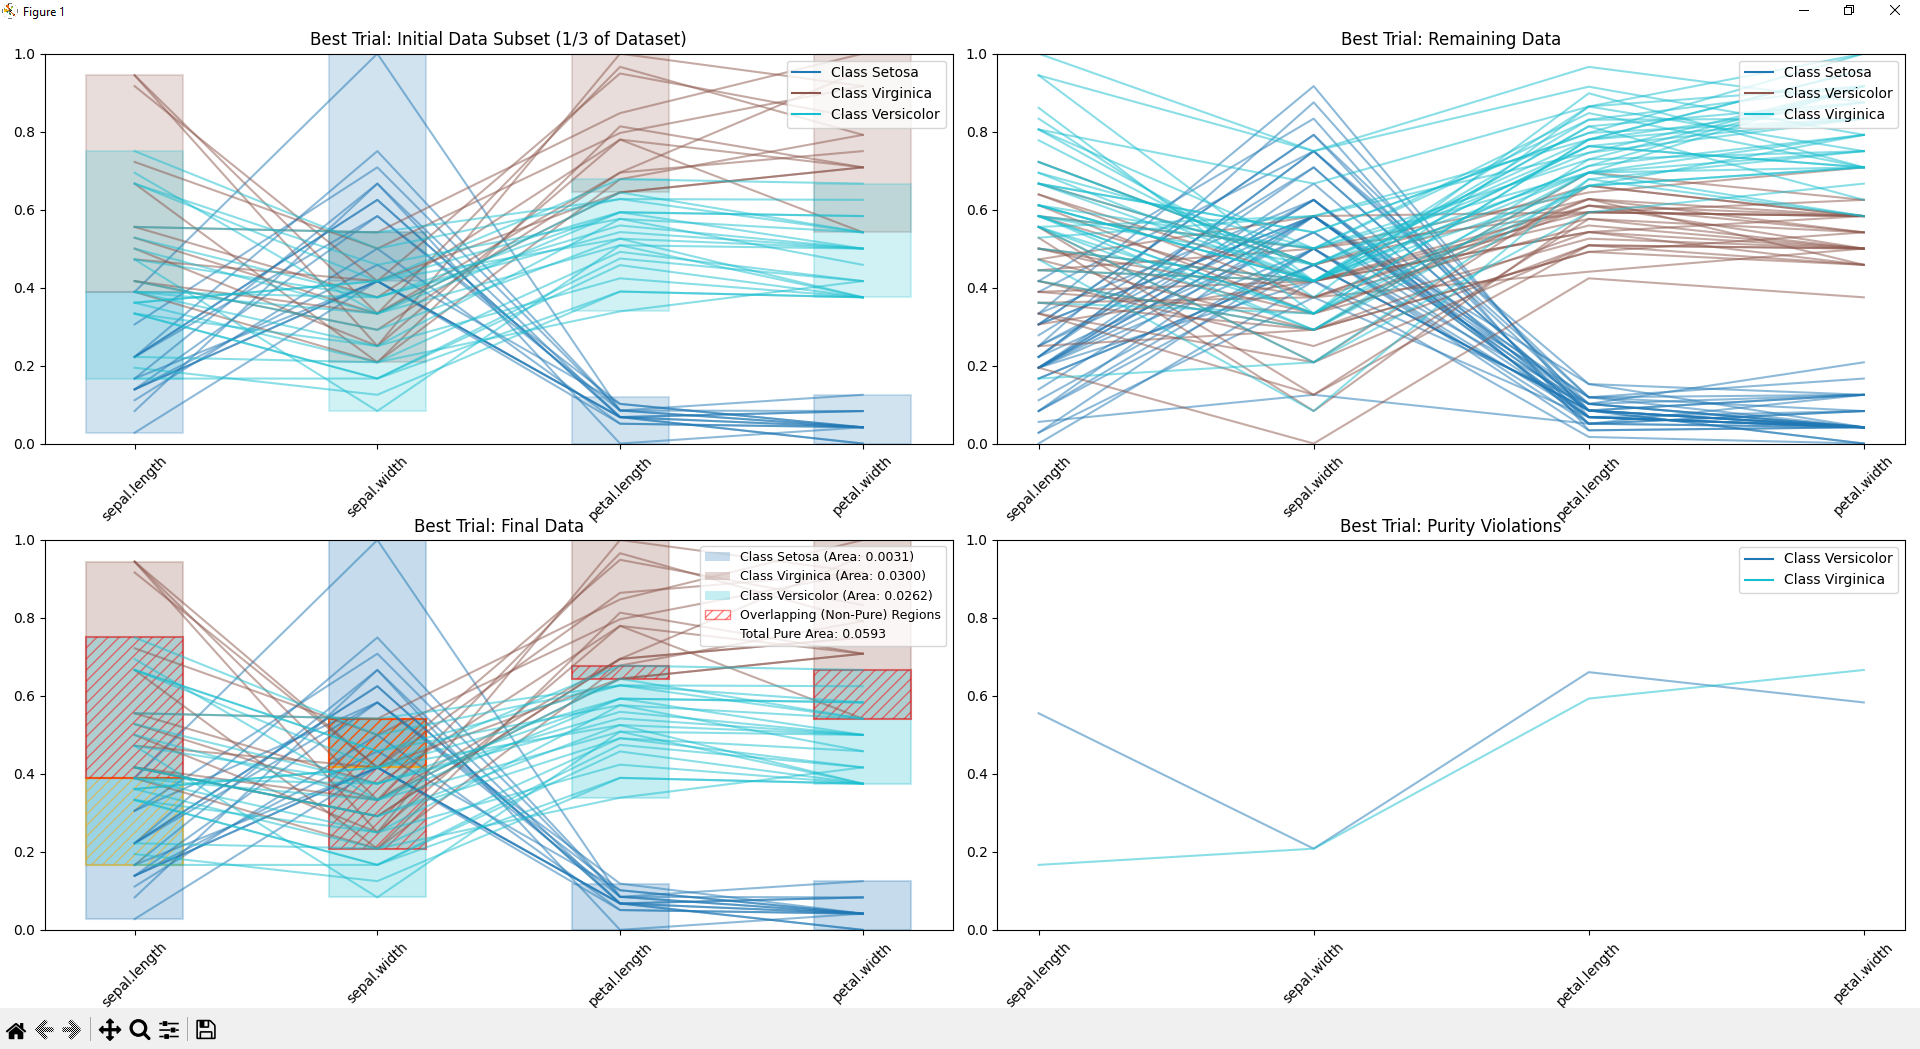 Figure 1
Best Trial: Initial Data Subset (1/3 of Dataset)
1.0
0.8
0.6
0.4
0.2
0.0
Class Setosa
Class Virginica
Class Versicolor
sepal.length
sepal.width
petal.length
petal.width
Best Trial: Remaining Data
1.0
0.8
0.6
0.4
0.2
0.0
Class Setosa
Class Versicolor
Class Virginica
sepal.length
sepal.width
petal.length
petal.width
Best Trial: Final Data
1.0
0.8
0.6
0.4
0.2
0.0
Class Setosa (Area: 0.0031)
Class Virginica (Area: 0.0300)
Class Versicolor (Area: 0.0262)
Overlapping (Non-Pure) Regions
Total Pure Area: 0.0593
sepal.length
sepal.width
petal.length
petal.width
Best Trial: Purity Violations
1.0
0.8
0.6
0.4
0.2
0.0
Class Versicolor
Class Virginica
sepal.length
sepal.width
petal.length
petal.width